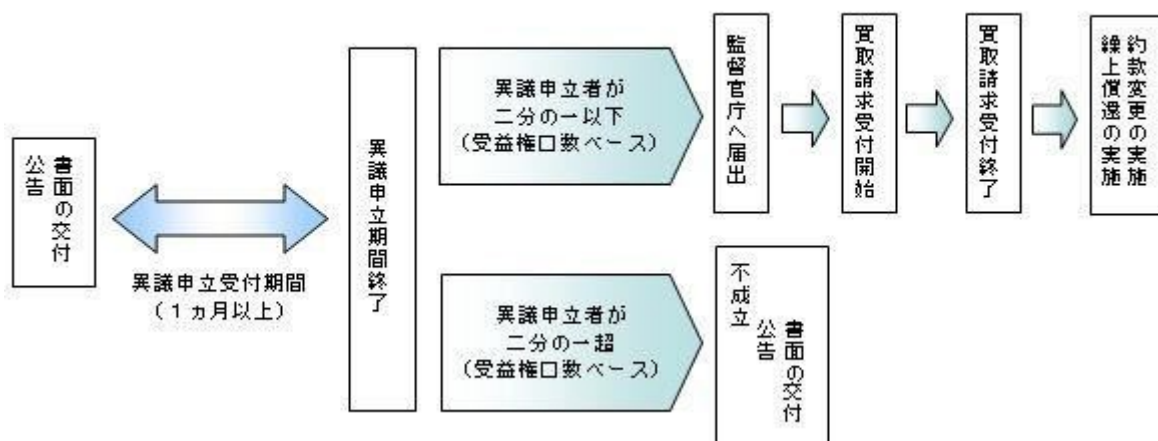 書面の交付
公告
異議申立受付期間
（１ヵ月以上）
異議申立期間終了
異議申立者が
二分の一以下
（受益権口数ベース）
監督官庁へ届出
買取請求受付開始
買取請求受付終了
約款変更の実施
繰上償還の実施
異議申立者が
二分の一超
（受益権口数ベース）
不成立
書面の交付
公告